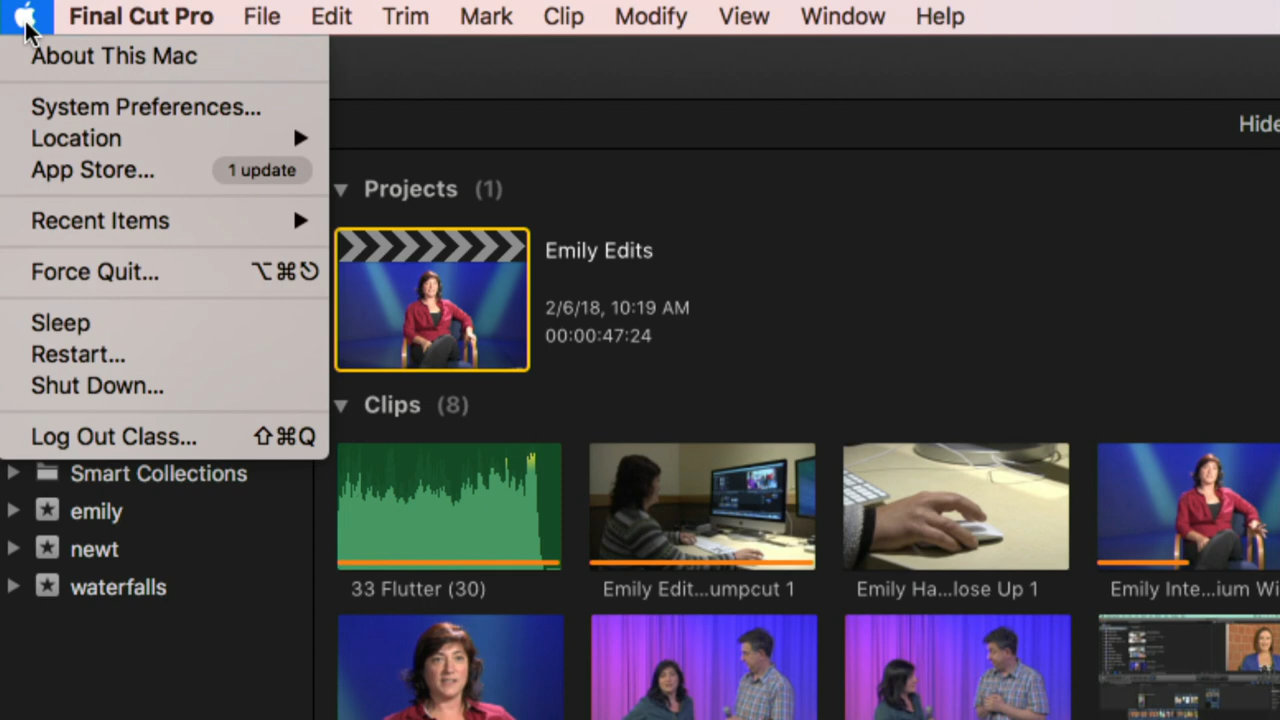 Final Cut Pro File Edit Trim Mark Clip Modify View Window Help
About This Mac
System Preferences...
Location
App Store... 1 update
Recent Items
Force Quit... ⌥⌘⎋
Sleep
Restart...
Shut Down...
Log Out Class... ⇧⌘Q
Smart Collections
emily
newt
waterfalls
Hide
Projects (1)
Emily Edits
2/6/18, 10:19 AM
00:00:47:24
Clips (8)
33 Flutter (30)
Emily Edit...umpcut 1
Emily Ha...lose Up 1
Emily Inte...ium Wi